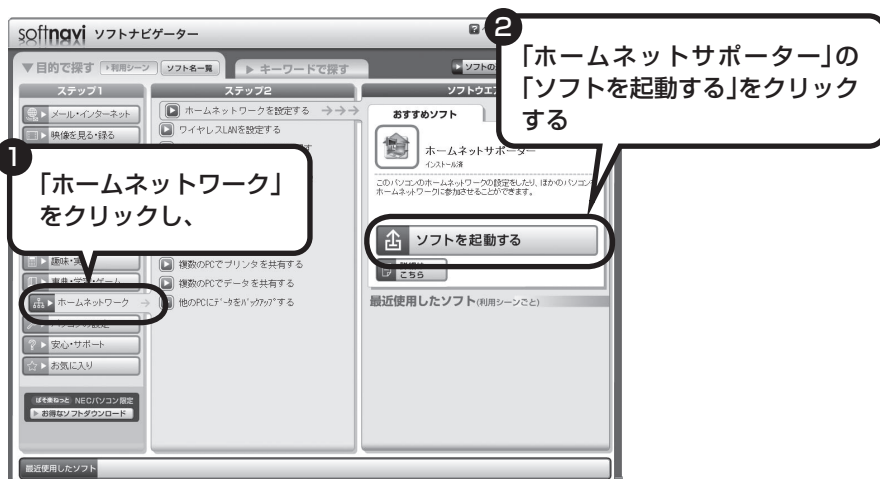 softnavi ソフトナビゲーター
▼目的で探す
▶利用シーン
ソフト名一覧
▶ キーワードで探す
❷
「ホームネットサポーター」の
「ソフトを起動する」をクリック
する
ステップ1
ステップ2
メール・インターネット
映像を見る・録る
❶
「ホームネットワーク」
をクリックし、
ホームネットワーク
安心・サポート
お気に入り
NECパソコン限定
お得なソフトダウンロード
ホームネットワークを設定する
ワイヤレスLANを設定する
複数のPCでプリンタを共有する
複数のPCでデータを共有する
他のPCにデータをバックアップする
おすすめソフト
ホームネットサポーター
インストール済
このパソコンのホームネットワークの設定をしたり、ほかのパソコン
ホームネットワークに参加させることができます。
ソフトを起動する
こちら
最近使用したソフト(利用シーンごと)
最近使用したソフト